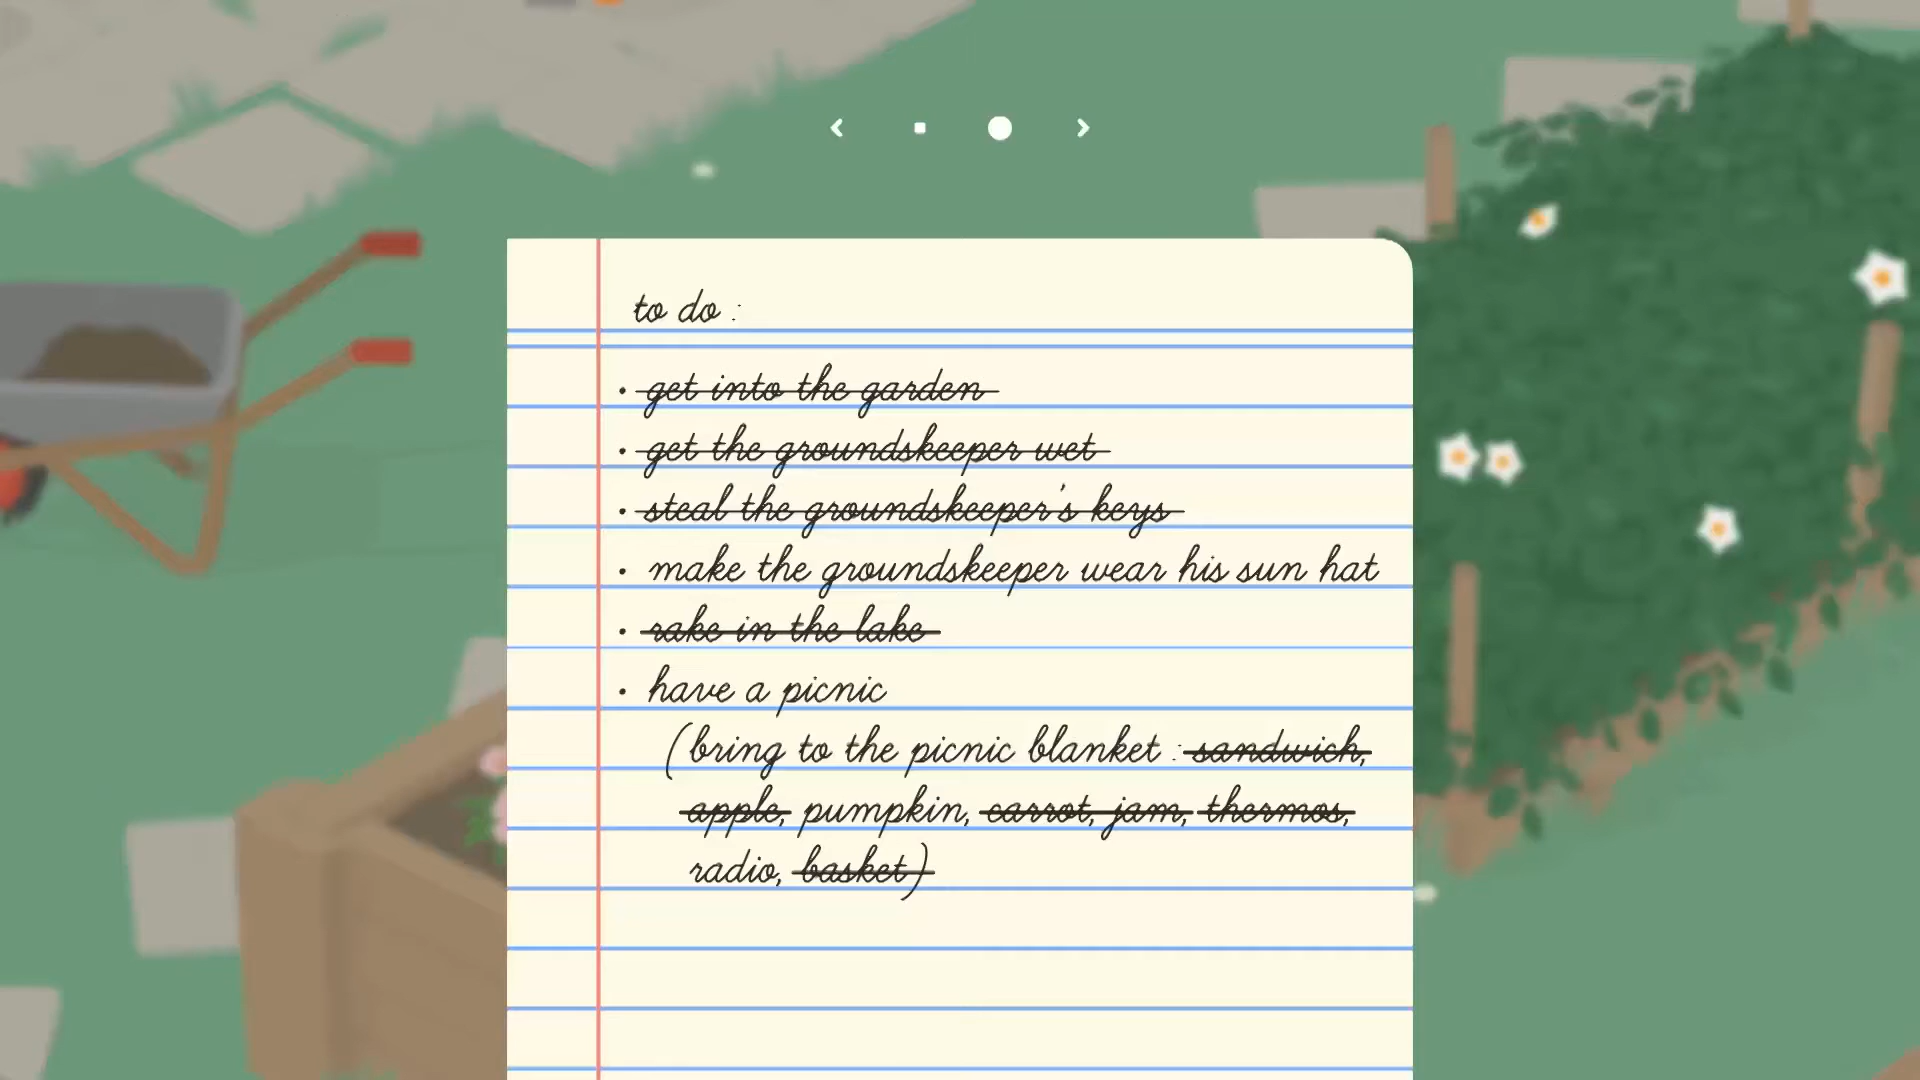 to do :
• get into the garden
• get the groundskeeper wet
• steal the groundskeeper's keys
• make the groundskeeper wear his sun hat
• rake in the lake
• have a picnic
(bring to the picnic blanket : sandwich,
apple, pumpkin, carrot, jam, thermos,
radio, basket)